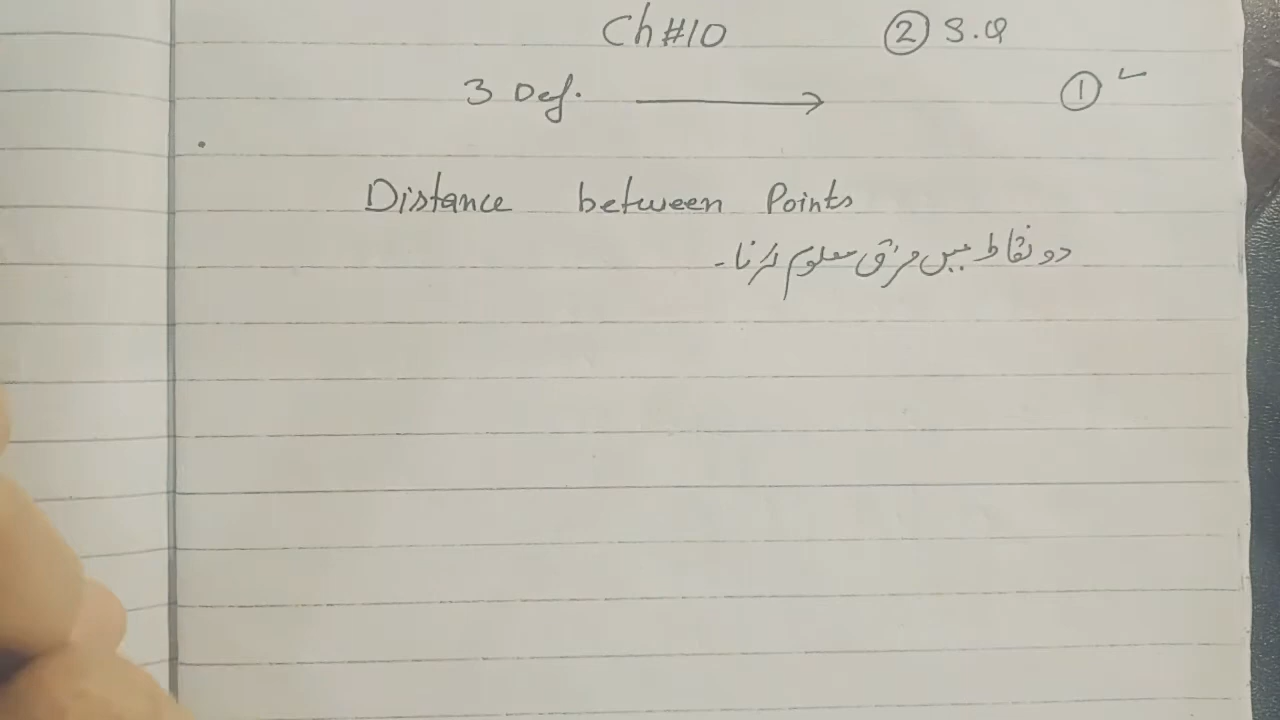 Ch#10 ② S.Q
3 Def. → ① ✓
Distance between Points
دو نقاط میں فرق معلوم کرنا۔